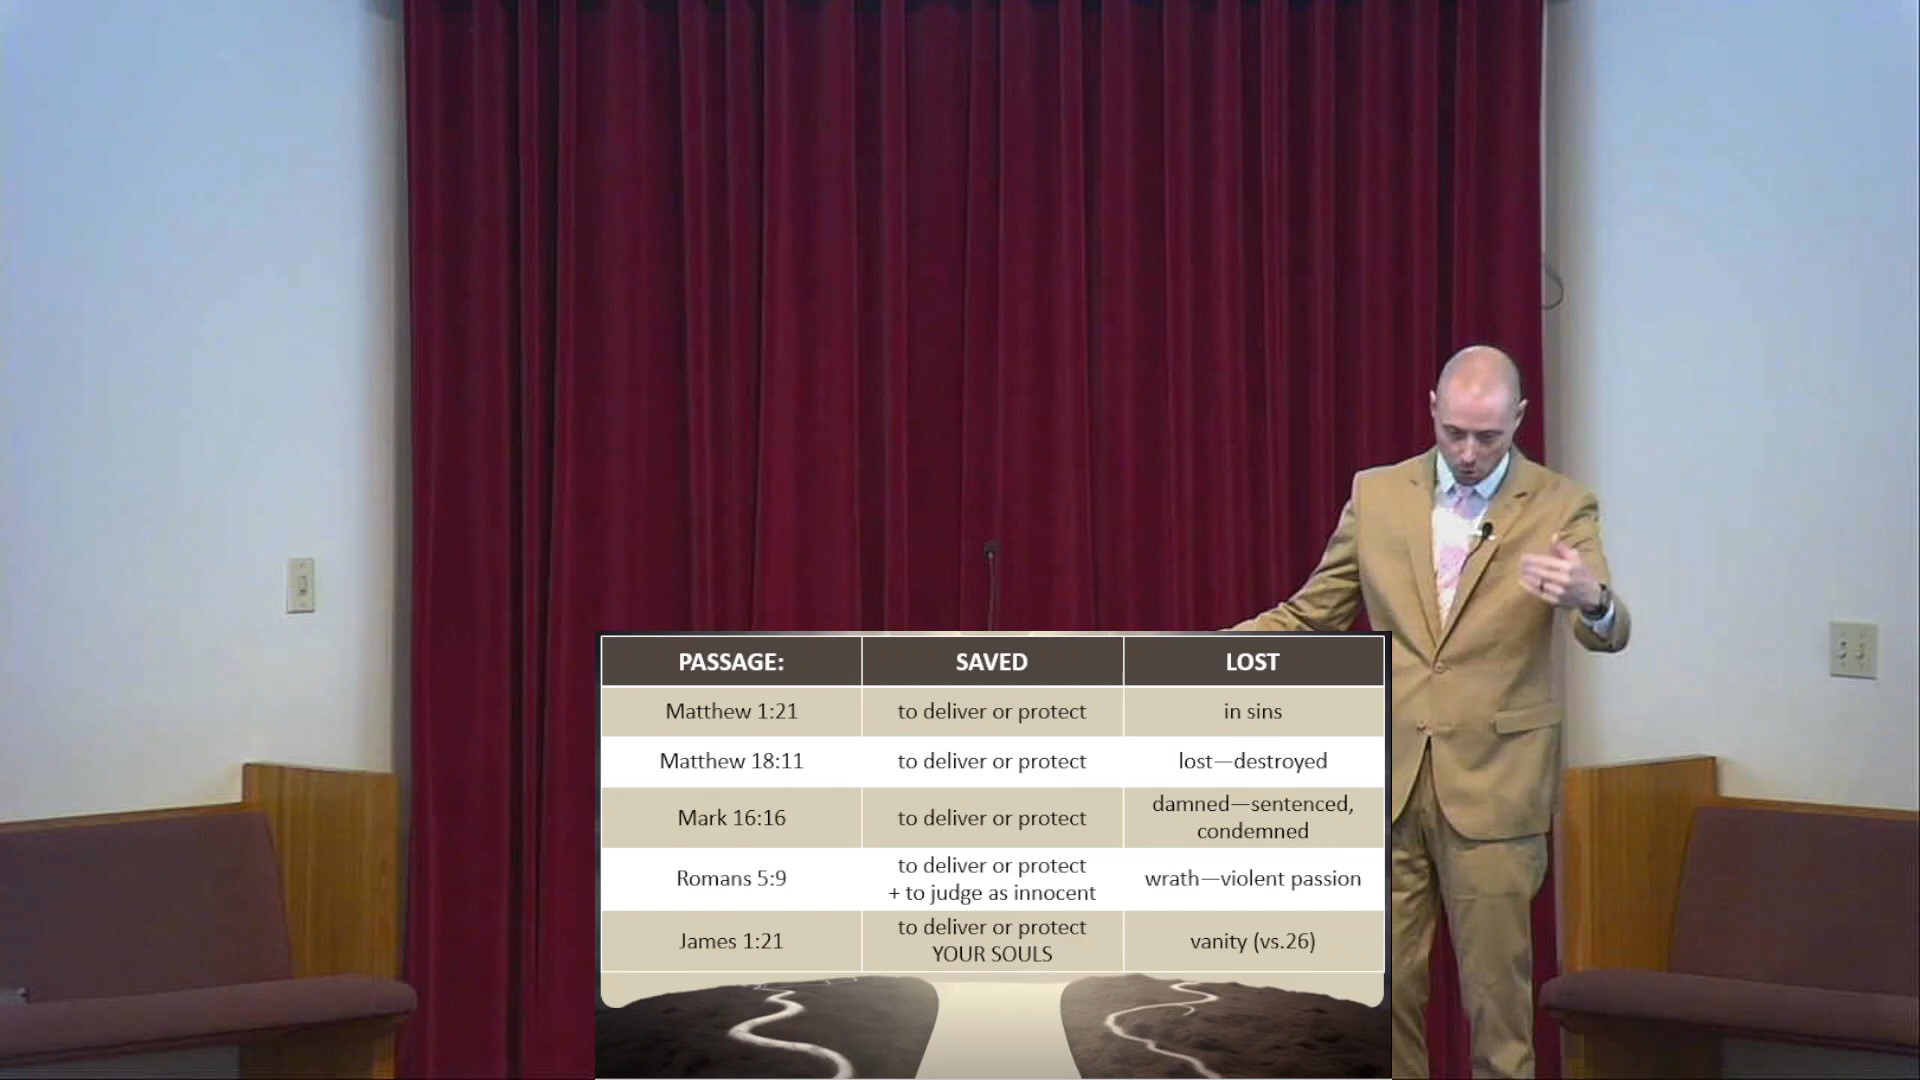 PASSAGE: SAVED LOST
Matthew 1:21 to deliver or protect in sins
Matthew 18:11 to deliver or protect lost—destroyed
Mark 16:16 to deliver or protect damned—sentenced,
condemned
Romans 5:9 to deliver or protect
+ to judge as innocent wrath—violent passion
James 1:21 to deliver or protect
YOUR SOULS vanity (vs.26)